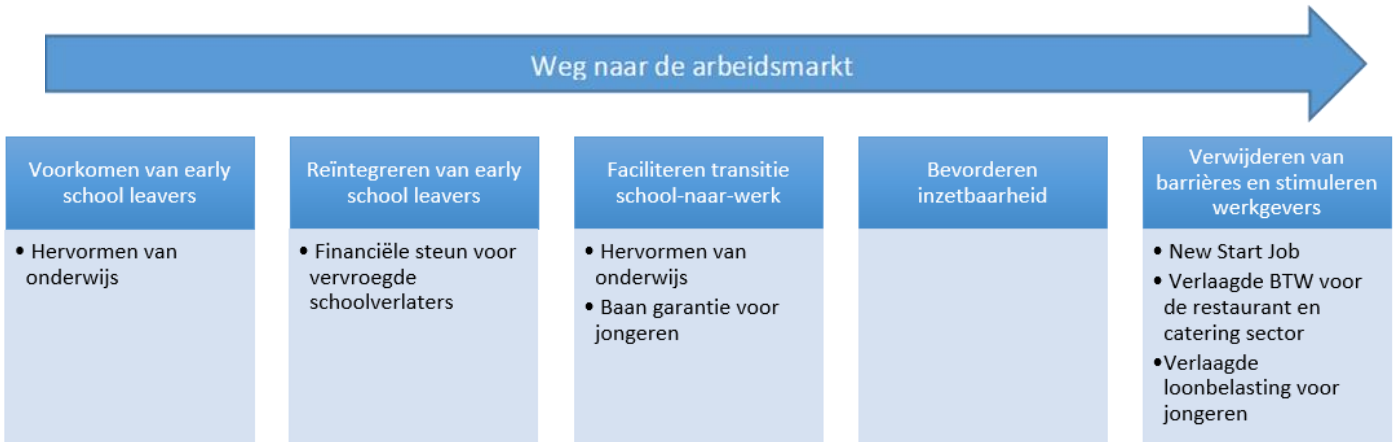 Weg naar de arbeidsmarkt
Voorkomen van early
school leavers
• Hervormen van
onderwijs
Reïntegreren van early
school leavers
• Financiële steun voor
vervroegde
schoolverlaters
Faciliteren transitie
school-naar-werk
• Hervormen van
onderwijs
• Baan garantie voor
jongeren
Bevorderen
inzetbaarheid
Verwijderen van
barrières en stimuleren
werkgevers
• New Start Job
• Verlaagde BTW voor
de restaurant en
catering sector
•Verlaagde
loonbelasting voor
jongeren